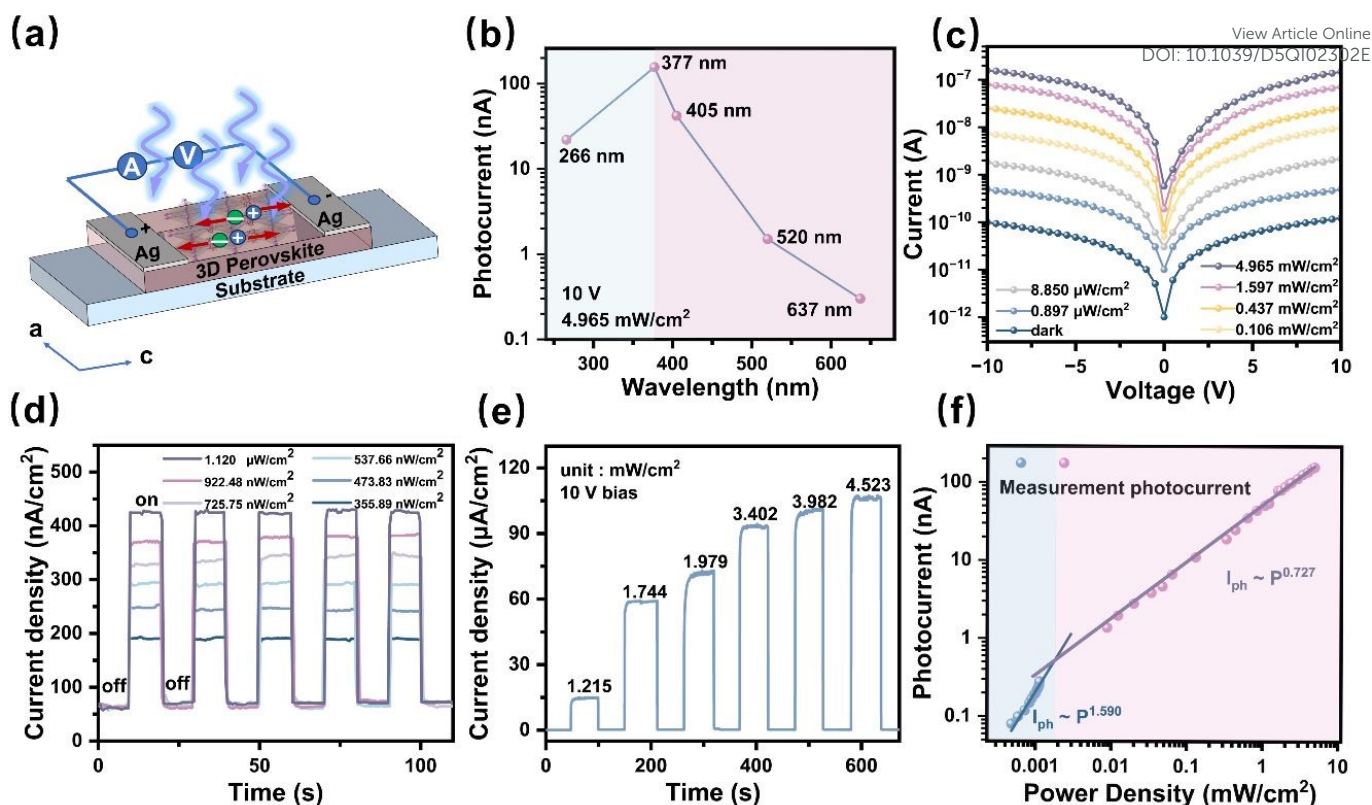 View Article Online
DOI: 10.1039/D5QI02302E
(a)
A
V
+
-
Ag
Ag
− +
− +
3D Perovskite
Substrate
a
c
(b)
Photocurrent (nA)
100
10
1
0.1
377 nm
405 nm
266 nm
520 nm
637 nm
10 V
4.965 mW/cm²
300 400 500 600
Wavelength (nm)
(c)
Current (A)
10⁻⁷
10⁻⁸
10⁻⁹
10⁻¹⁰
10⁻¹¹
10⁻¹²
8.850 μW/cm²
0.897 μW/cm²
dark
4.965 mW/cm²
1.597 mW/cm²
0.437 mW/cm²
0.106 mW/cm²
−10 −5 0 5 10
Voltage (V)
(d)
Current density (nA/cm²)
500
400
300
200
100
0
1.120 μW/cm²
922.48 nW/cm²
725.75 nW/cm²
537.66 nW/cm²
473.83 nW/cm²
355.89 nW/cm²
on
off
off
0 50 100
Time (s)
(e)
Current density (μA/cm²)
120
90
60
30
0
unit : mW/cm²
10 V bias
1.215
1.744
1.979
3.402
3.982
4.523
0 200 400 600
Time (s)
(f)
Photocurrent (nA)
100
10
1
0.1
Measurement photocurrent
Iₚₕ ~ P⁰·⁷²⁷
Iₚₕ ~ P¹·⁵⁹⁰
0.001 0.01 0.1 1 10
Power Density (mW/cm²)